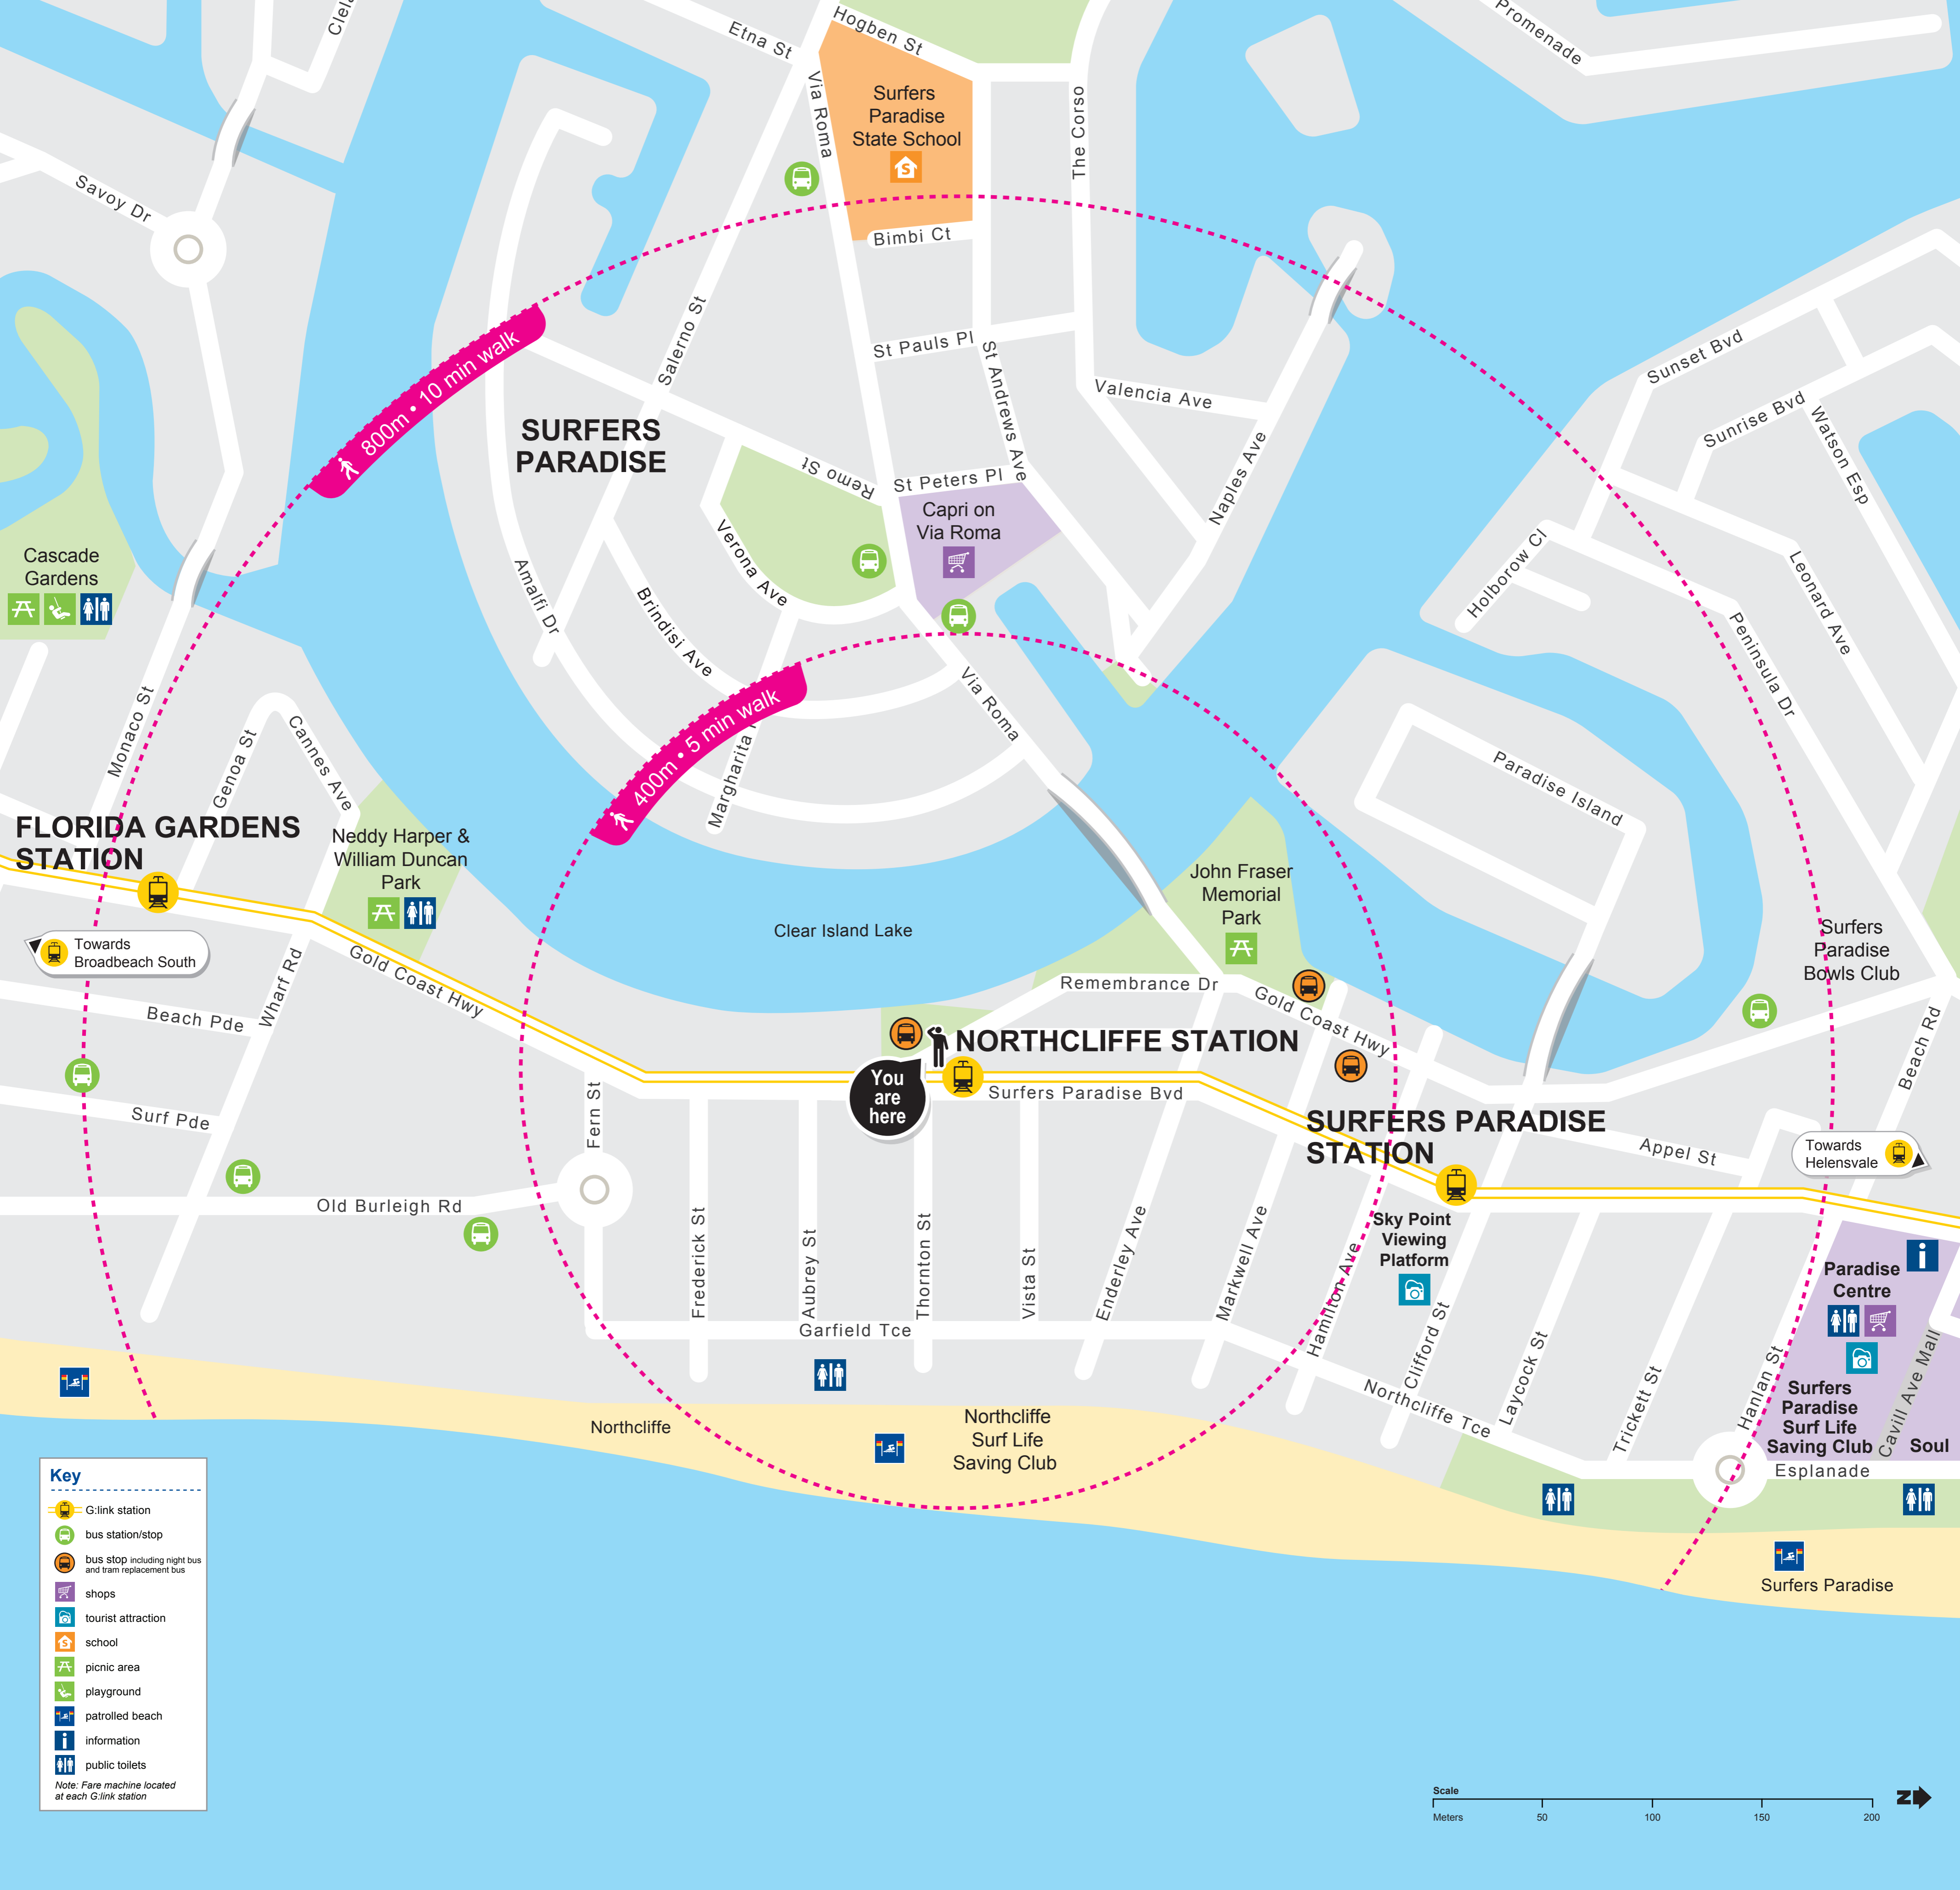 Clela
Etna St
Hogben St
Promenade
Via Roma
Surfers
Paradise
State School
S
The Corso
Savoy Dr
Bimbi Ct
Salerno St
St Pauls Pl
St Andrews Ave
Valencia Ave
Sunset Bvd
Sunrise Bvd
Watson Esp
800m • 10 min walk
SURFERS
PARADISE
Remo St
St Peters Pl
Naples Ave
Capri on
Via Roma
Cascade
Gardens
Verona Ave
Amalfi Dr
Brindisi Ave
Holborow Cl
Leonard Ave
Peninsula Dr
Monaco St
Genoa St
Cannes Ave
400m • 5 min walk
Margharita
Via Roma
Paradise Island
FLORIDA GARDENS
STATION
Neddy Harper &
William Duncan
Park
John Fraser
Memorial
Park
Clear Island Lake
Surfers
Paradise
Bowls Club
Towards
Broadbeach South
Wharf Rd
Gold Coast Hwy
Remembrance Dr
Gold Coast Hwy
Beach Pde
NORTHCLIFFE STATION
Beach Rd
You
are
here
Surfers Paradise Bvd
Surf Pde
Fern St
SURFERS PARADISE
STATION
Appel St
Towards
Helensvale
Old Burleigh Rd
Frederick St
Aubrey St
Thornton St
Vista St
Enderley Ave
Markwell Ave
Hamilton Ave
Sky Point
Viewing
Platform
Clifford St
Laycock St
Trickett St
Hanlan St
Paradise
Centre
Cavill Ave Mall
Garfield Tce
Northcliffe Tce
Surfers
Paradise
Surf Life
Saving Club
Soul
Esplanade
Northcliffe
Northcliffe
Surf Life
Saving Club
Surfers Paradise
Key
G:link station
bus station/stop
bus stop including night bus
and tram replacement bus
shops
tourist attraction
S
school
picnic area
playground
patrolled beach
i
information
public toilets
Note: Fare machine located
at each G:link station
Scale
Meters 50 100 150 200
N
i